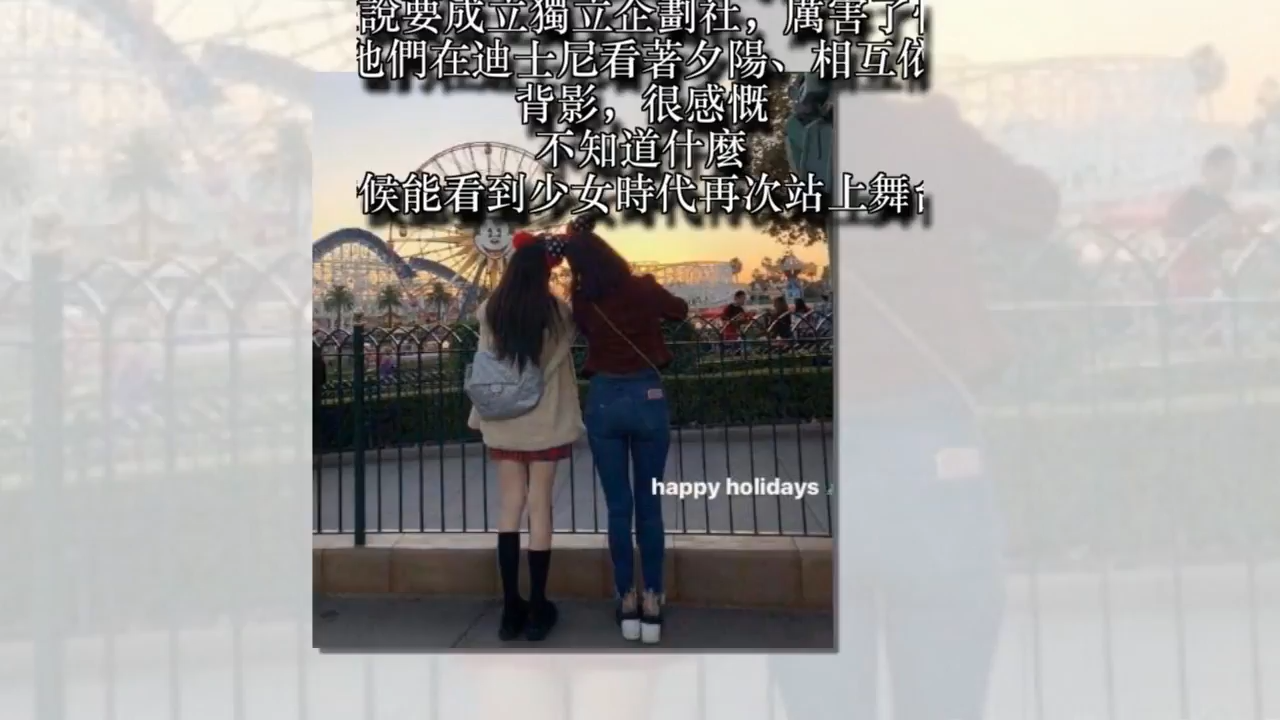 說要成立獨立企劃社，厲害了
們在迪士尼看著夕陽、相互依
背影，很感慨
不知道什麼
候能看到少女時代再次站上舞
happy holidays